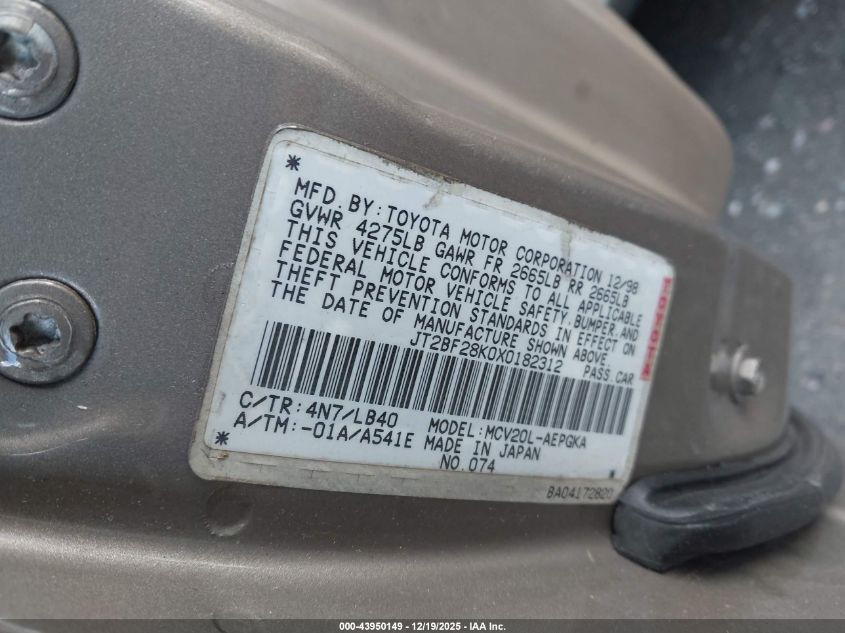 *
MFD. BY: TOYOTA MOTOR CORPORATION 12/98
GVWR 4275LB GAWR FR 2665LB RR 2665LB
THIS VEHICLE CONFORMS TO ALL APPLICABLE
FEDERAL MOTOR VEHICLE SAFETY, BUMPER, AND
THEFT PREVENTION STANDARDS IN EFFECT ON
THE DATE OF MANUFACTURE SHOWN ABOVE.
JT2BF28K0X0182312 PASS. CAR
C/TR: 4N7/LB40 MODEL: MCV20L-AEPGKA
A/TM: -01A/A541E MADE IN JAPAN
* NO. 074 *
BA04172820
000-43950149 - 12/19/2025 - IAA Inc.